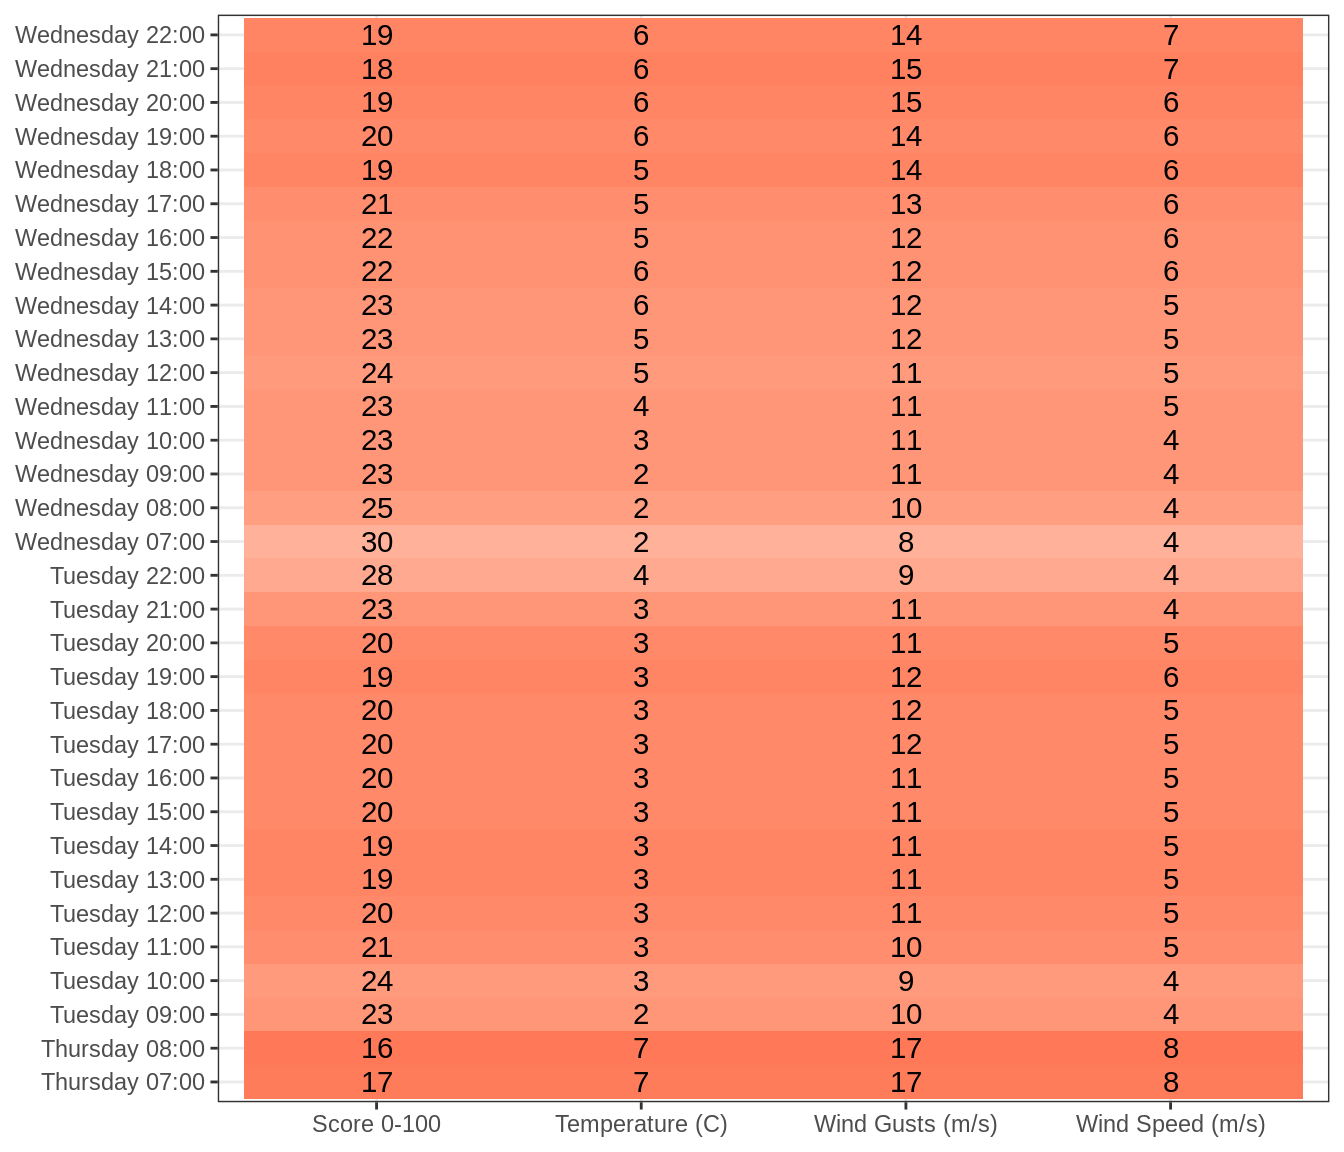 Wednesday 22:00 19 6 14 7
Wednesday 21:00 18 6 15 7
Wednesday 20:00 19 6 15 6
Wednesday 19:00 20 6 14 6
Wednesday 18:00 19 5 14 6
Wednesday 17:00 21 5 13 6
Wednesday 16:00 22 5 12 6
Wednesday 15:00 22 6 12 6
Wednesday 14:00 23 6 12 5
Wednesday 13:00 23 5 12 5
Wednesday 12:00 24 5 11 5
Wednesday 11:00 23 4 11 5
Wednesday 10:00 23 3 11 4
Wednesday 09:00 23 2 11 4
Wednesday 08:00 25 2 10 4
Wednesday 07:00 30 2 8 4
Tuesday 22:00 28 4 9 4
Tuesday 21:00 23 3 11 4
Tuesday 20:00 20 3 11 5
Tuesday 19:00 19 3 12 6
Tuesday 18:00 20 3 12 5
Tuesday 17:00 20 3 12 5
Tuesday 16:00 20 3 11 5
Tuesday 15:00 20 3 11 5
Tuesday 14:00 19 3 11 5
Tuesday 13:00 19 3 11 5
Tuesday 12:00 20 3 11 5
Tuesday 11:00 21 3 10 5
Tuesday 10:00 24 3 9 4
Tuesday 09:00 23 2 10 4
Thursday 08:00 16 7 17 8
Thursday 07:00 17 7 17 8
Score 0-100 Temperature (C) Wind Gusts (m/s) Wind Speed (m/s)